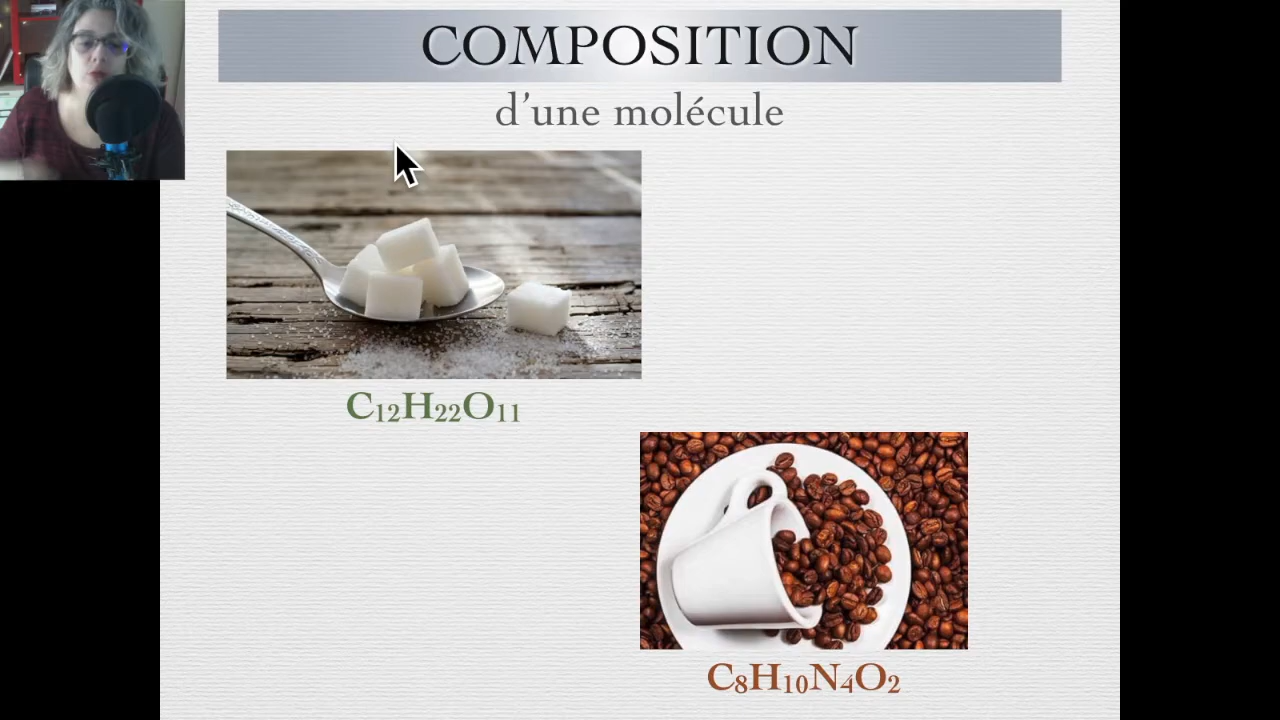 COMPOSITION
d'une molécule
C₁₂H₂₂O₁₁
C₈H₁₀N₄O₂